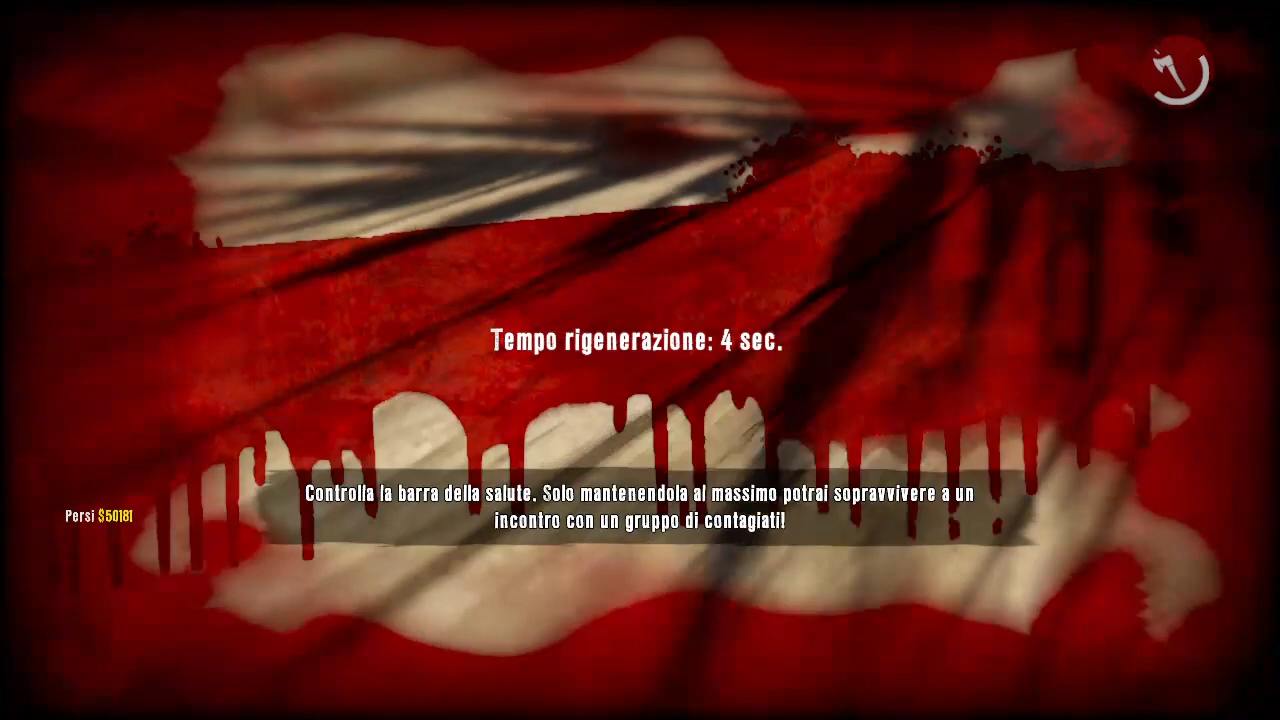 Tempo rigenerazione: 4 sec.
Controlla la barra della salute. Solo mantenendola al massimo potrai sopravvivere a un
incontro con un gruppo di contagiati!
Persi $50181